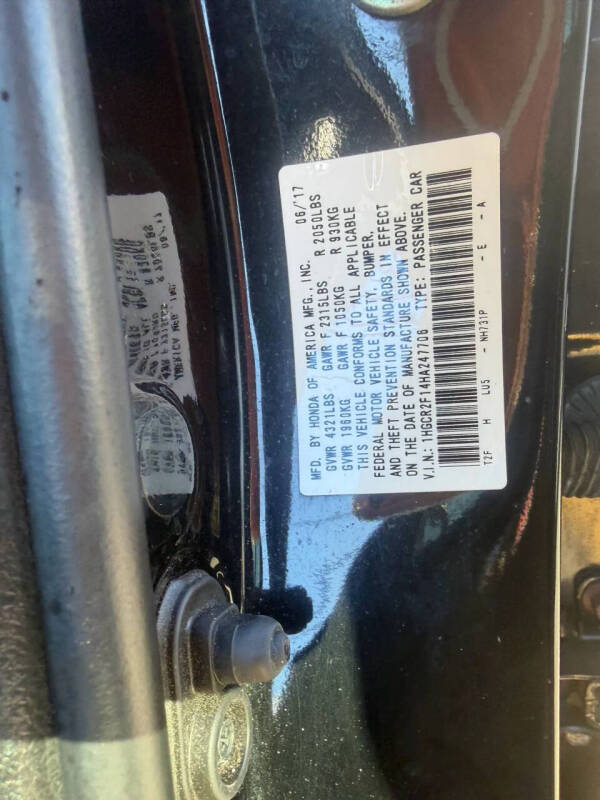 MFD. BY HONDA OF AMERICA MFG., INC. 06/'17
GVWR 4321LBS GAWR F 2315LBS R 2050LBS
GVWR 1960KG GAWR F 1050KG R 930KG
THIS VEHICLE CONFORMS TO ALL APPLICABLE
FEDERAL MOTOR VEHICLE SAFETY, BUMPER,
AND THEFT PREVENTION STANDARDS IN EFFECT
ON THE DATE OF MANUFACTURE SHOWN ABOVE.
V.I.N.: 1HGCR2F14HA247706 TYPE: PASSENGER CAR
T2F H LU5 - NH731P - E - A